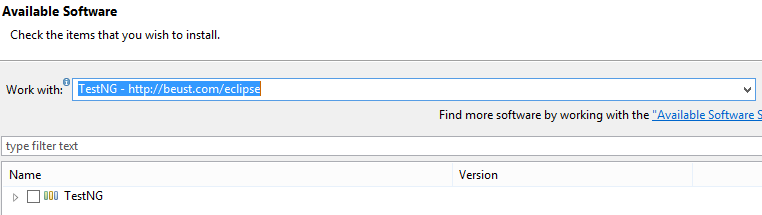 Available Software
Check the items that you wish to install.
Work with: TestNG - http://beust.com/eclipse
Find more software by working with the "Available Software S
type filter text
Name Version
TestNG